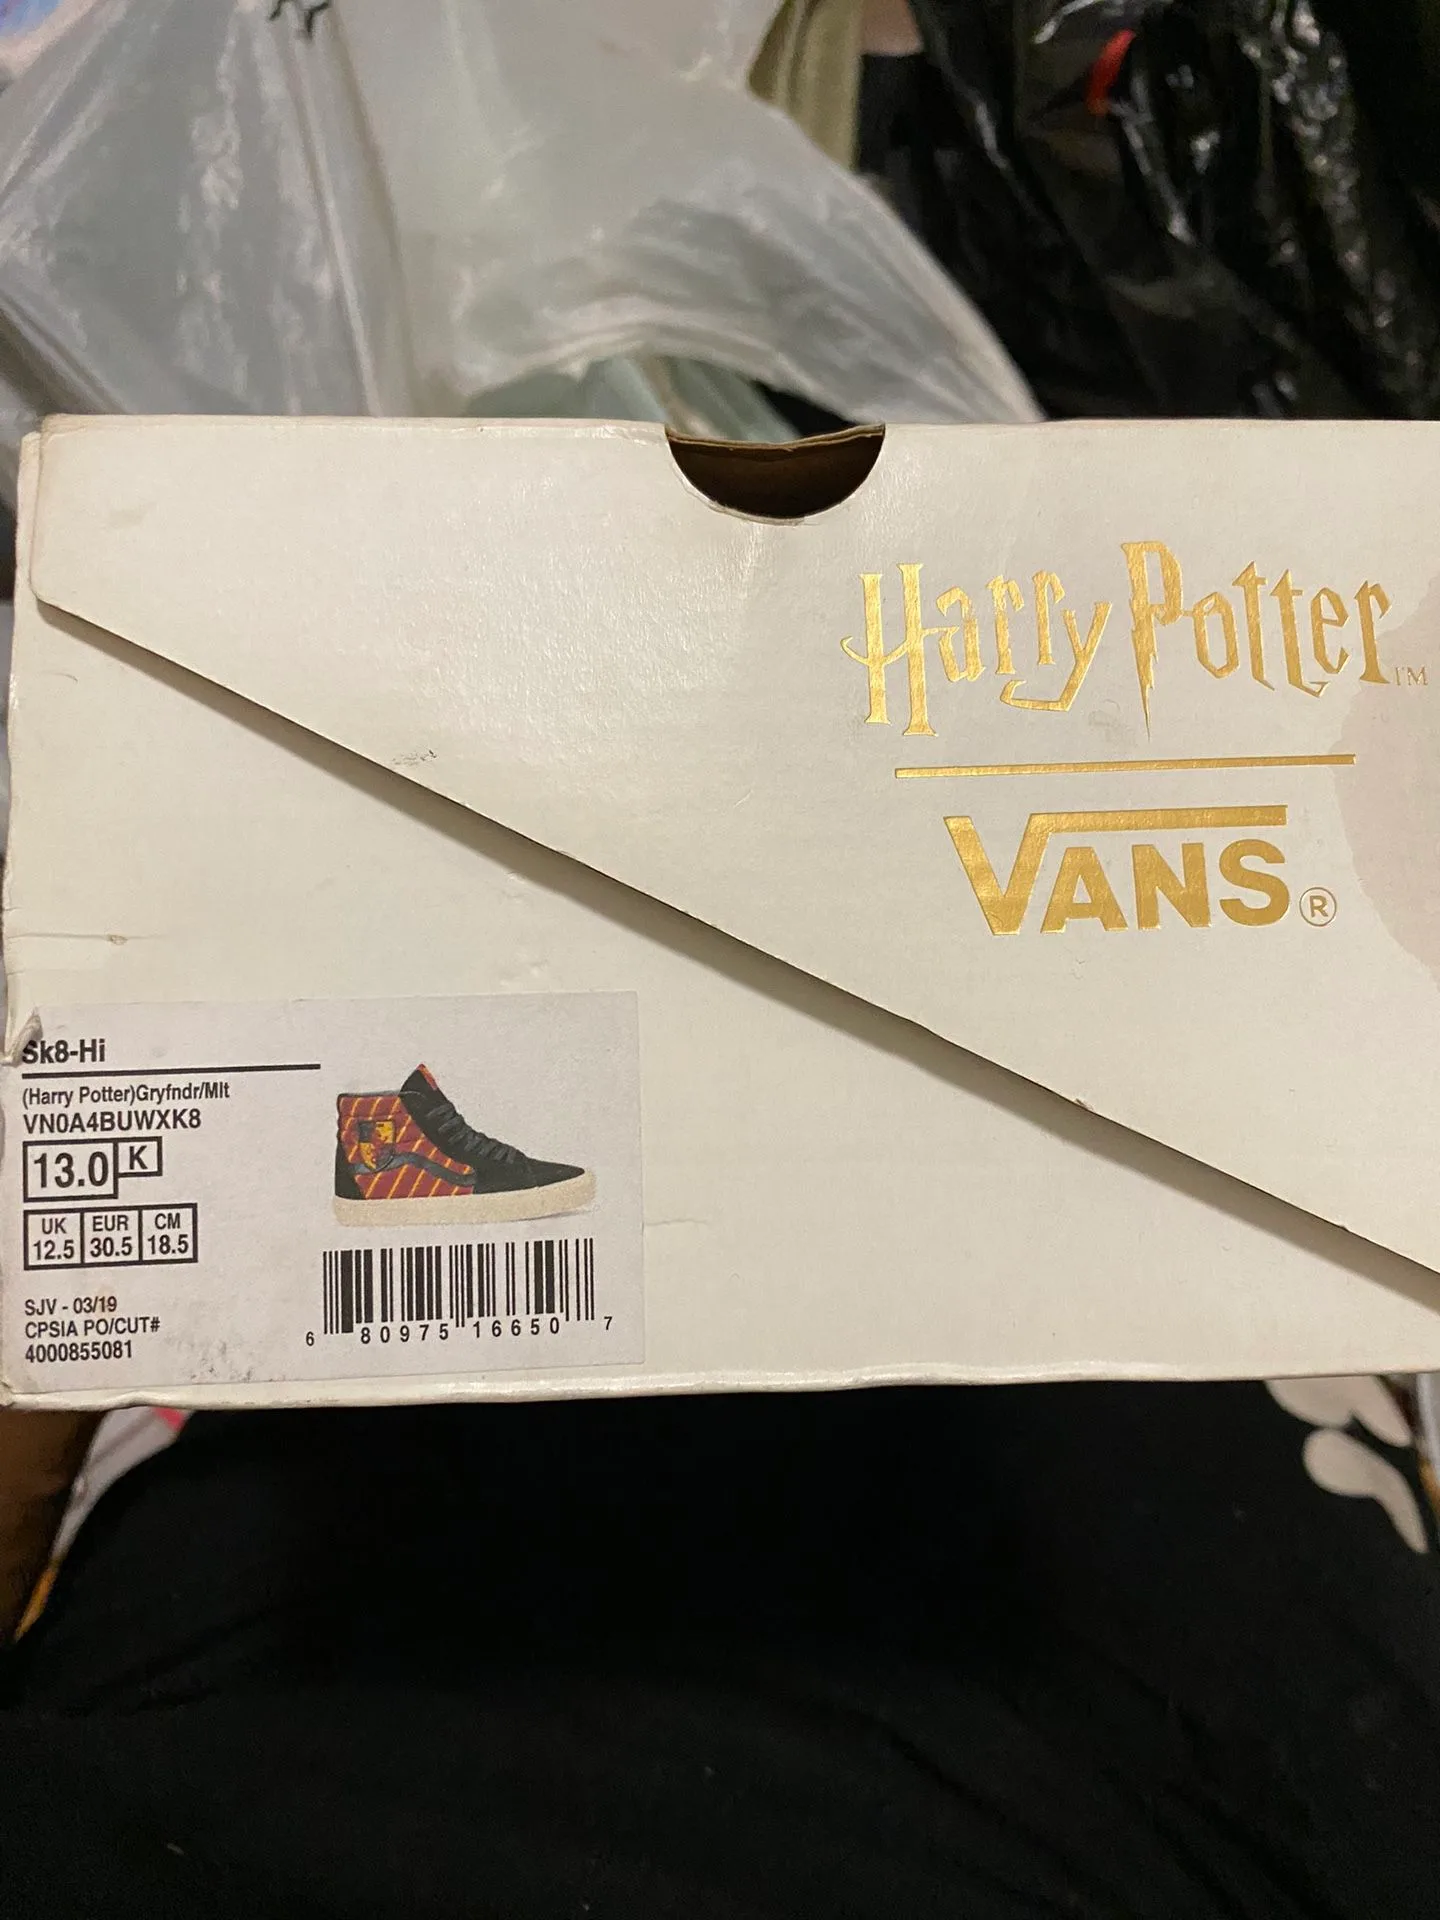 Harry Potter™
VANS®
Sk8-Hi
(Harry Potter)Gryfndr/Mlt
VN0A4BUWXK8
13.0 K
UK EUR CM
12.5 30.5 18.5
SJV - 03/19
CPSIA PO/CUT#
4000855081
6 80975 16650 7